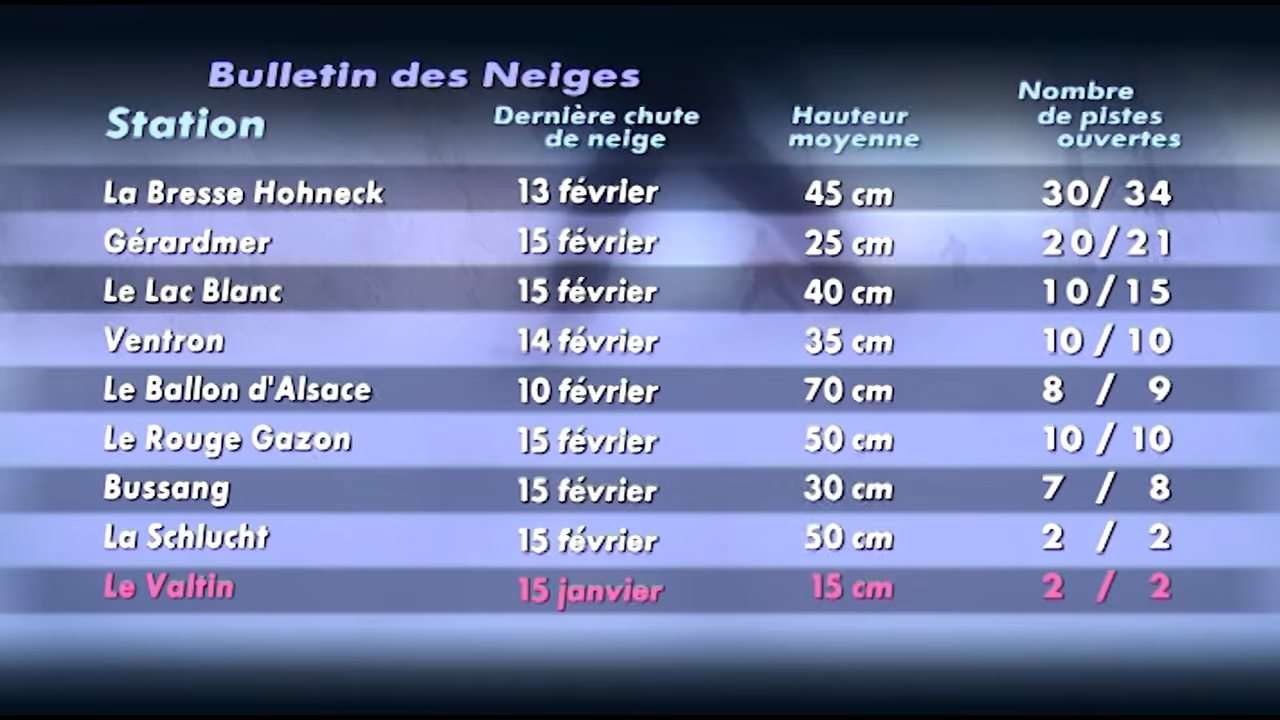 Bulletin des Neiges
Station
Dernière chute
de neige
Hauteur
moyenne
Nombre
de pistes
ouvertes
La Bresse Hohneck 13 février 45 cm 30/ 34
Gérardmer 15 février 25 cm 20/21
Le Lac Blanc 15 février 40 cm 10/15
Ventron 14 février 35 cm 10 / 10
Le Ballon d'Alsace 10 février 70 cm 8 / 9
Le Rouge Gazon 15 février 50 cm 10 / 10
Bussang 15 février 30 cm 7 / 8
La Schlucht 15 février 50 cm 2 / 2
Le Valtin 15 janvier 15 cm 2 / 2